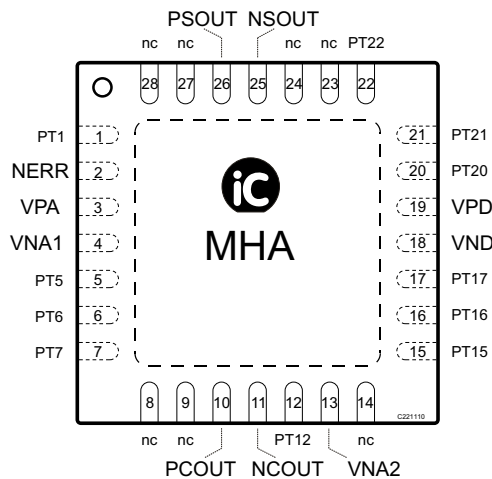 PSOUT NSOUT
nc nc nc nc PT22
28 27 26 25 24 23 22
PT1 1 21 PT21
NERR 2 20 PT20
VPA 3 19 VPD
VNA1 4 18 VND
PT5 5 17 PT17
PT6 6 16 PT16
PT7 7 15 PT15
iC
MHA
8 9 10 11 12 13 14
C221110
nc nc PT12 nc
PCOUT NCOUT VNA2